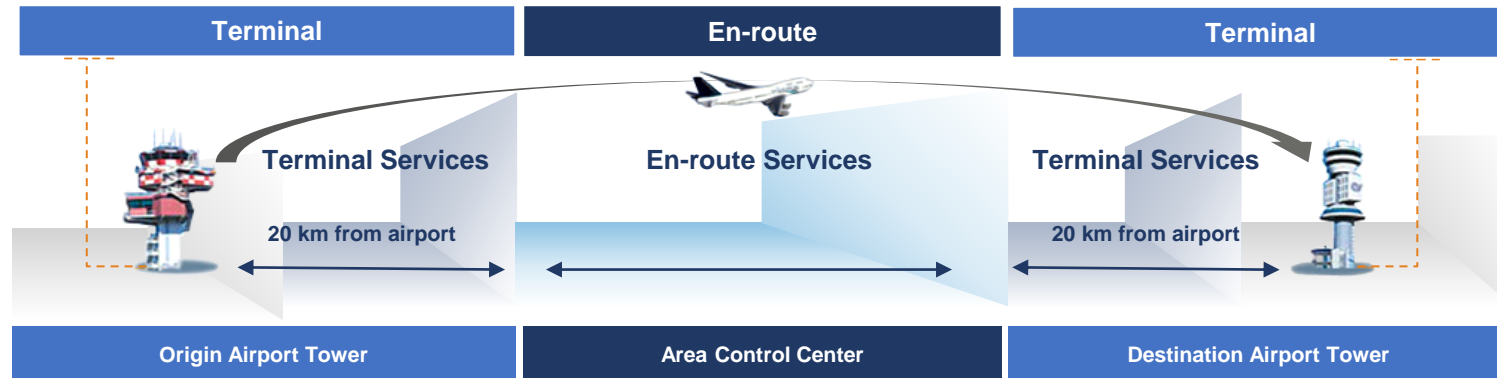 Terminal
En-route
Terminal
Terminal Services
En-route Services
Terminal Services
20 km from airport
20 km from airport
Origin Airport Tower
Area Control Center
Destination Airport Tower